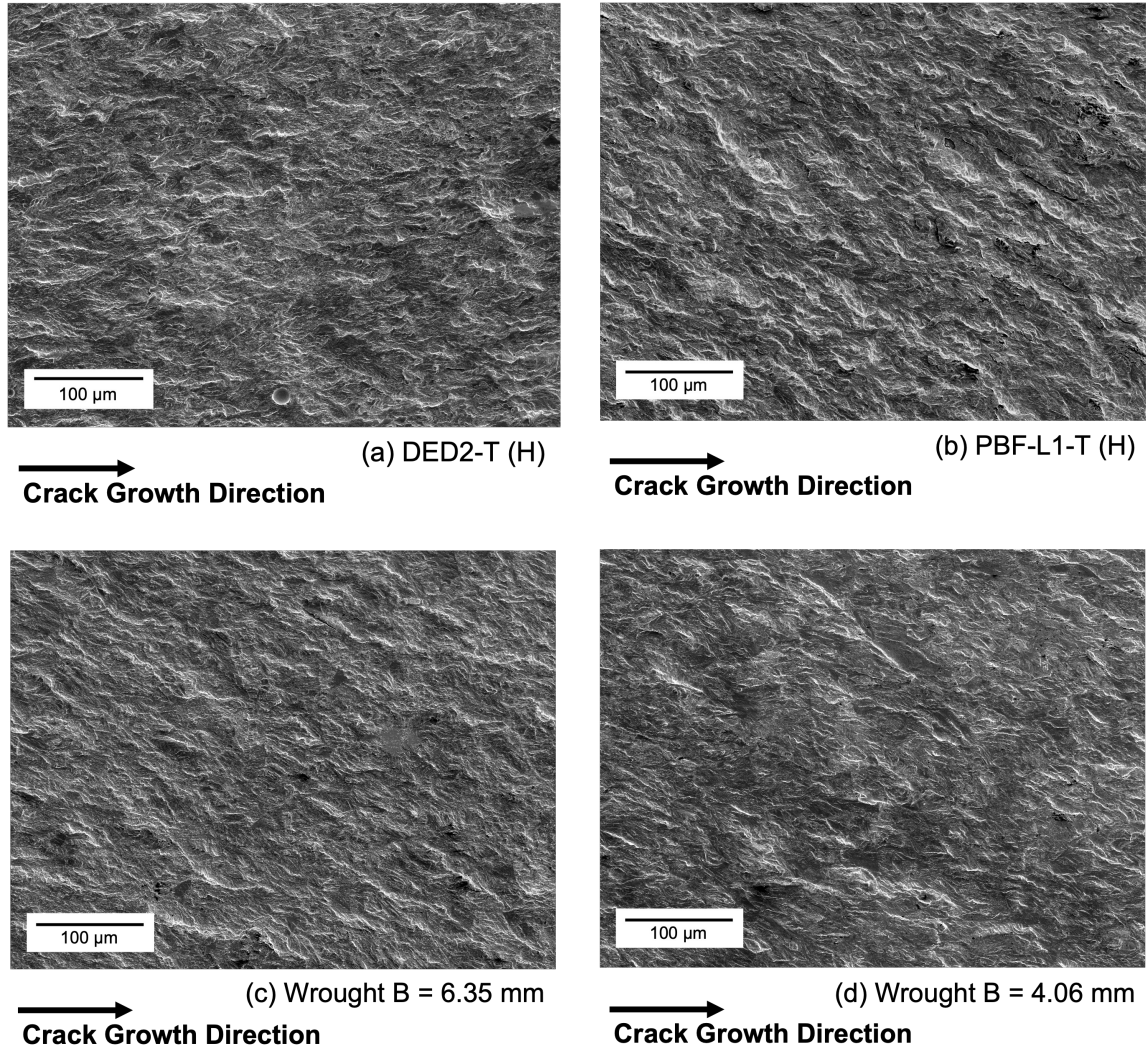 100 µm
100 µm
(a) DED2-T (H)
(b) PBF-L1-T (H)
Crack Growth Direction
Crack Growth Direction
100 µm
100 µm
(c) Wrought B = 6.35 mm
(d) Wrought B = 4.06 mm
Crack Growth Direction
Crack Growth Direction